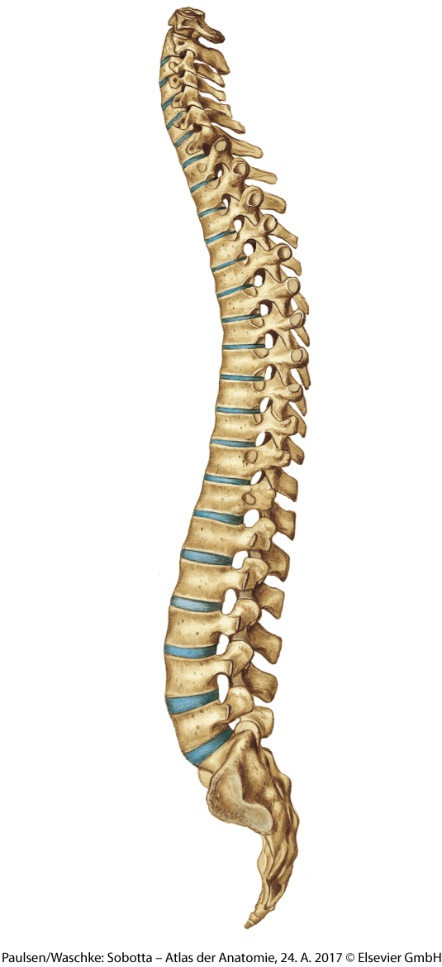 Paulsen/Waschke: Sobotta – Atlas der Anatomie, 24. A. 2017 © Elsevier GmbH